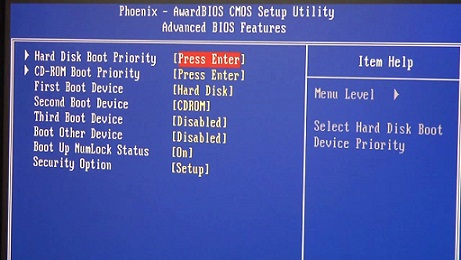 Phoenix - AwardBIOS CMOS Setup Utility
Advanced BIOS Features
Hard Disk Boot Priority [Press Enter]
CD-ROM Boot Priority [Press Enter]
First Boot Device [Hard Disk]
Second Boot Device [CDROM]
Third Boot Device [Disabled]
Boot Other Device [Disabled]
Boot Up NumLock Status [On]
Security Option [Setup]
Item Help
Menu Level
Select Hard Disk Boot
Device Priority